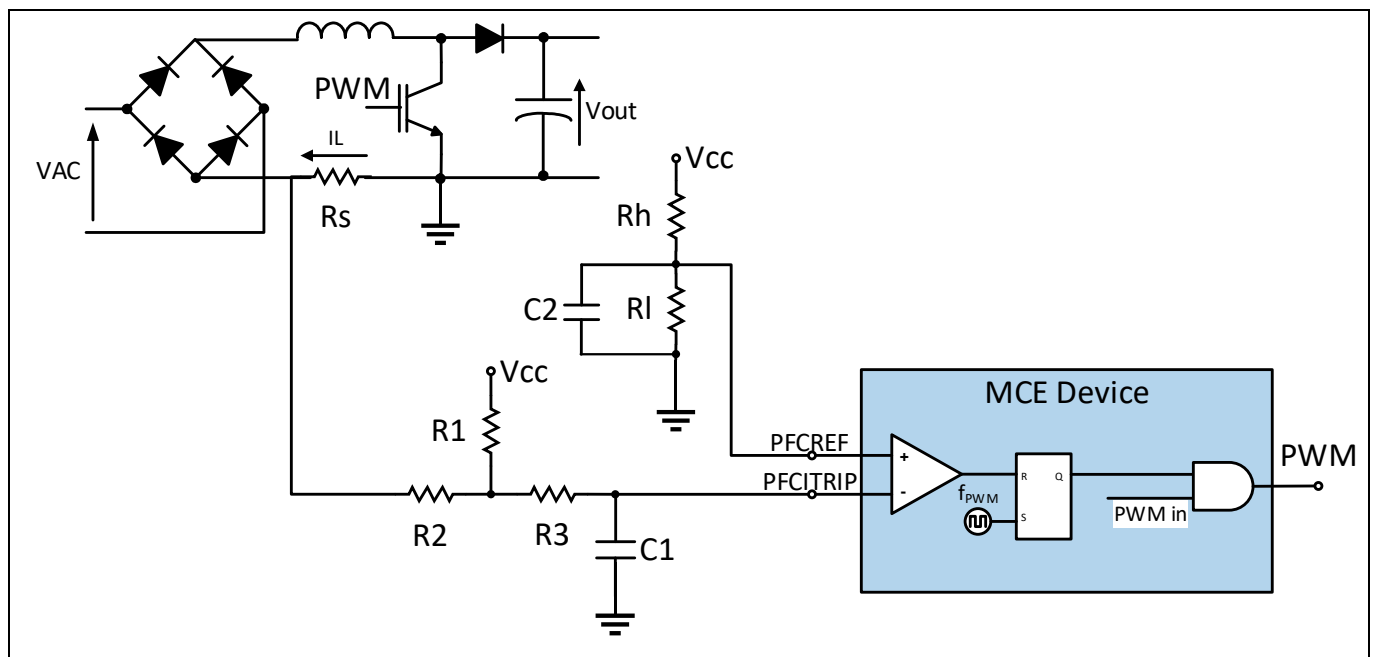 PWM
Vout
IL
VAC
Rs
Vcc
Rh
C2
Rl
Vcc
R1
MCE Device
PFCREF
+
PWM
PFCITRIP
-
R
Q
fPWM
S
PWM in
R2
R3
C1